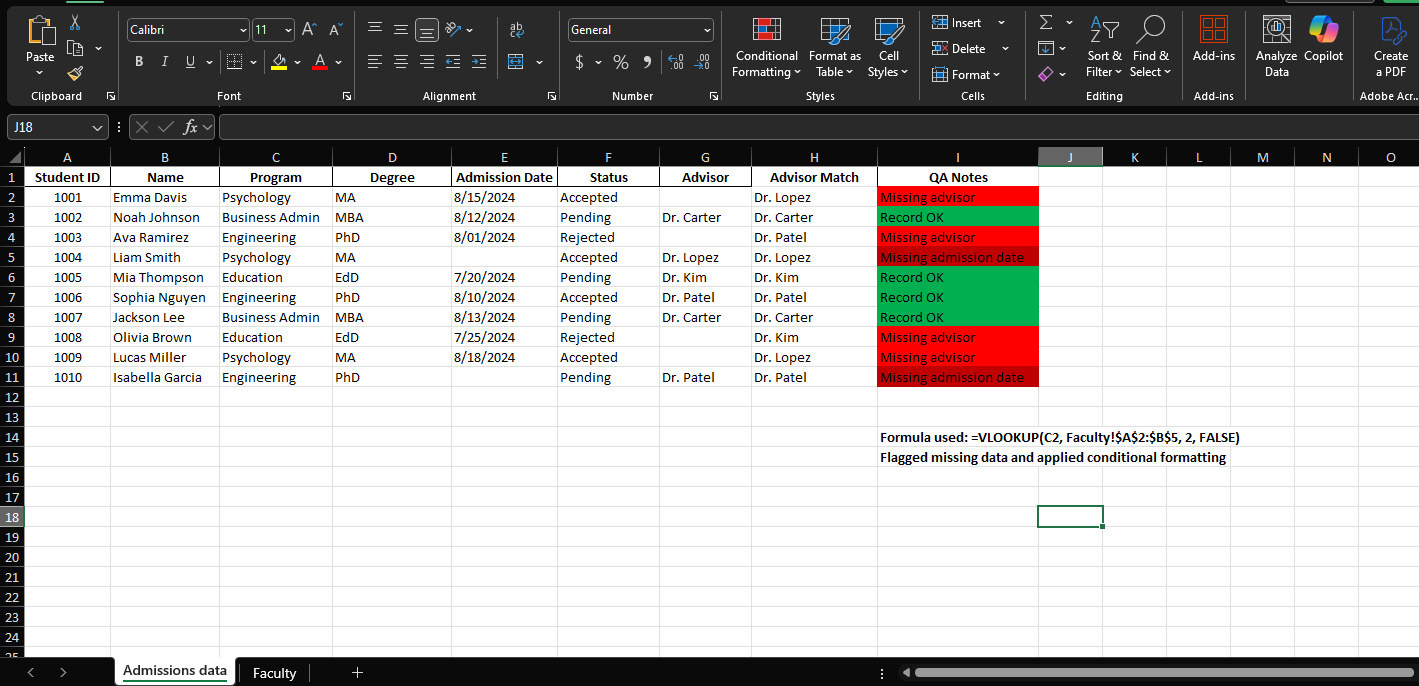 Calibri 11 General
Paste
B I U A $ %
Conditional Formatting Format as Table Cell Styles
Insert
Delete
Format
Sort & Filter Find & Select
Add-ins
Analyze Data
Copilot
Create a PDF
Clipboard Font Alignment Number Styles Cells Editing Add-ins Adobe Acr..
J18 fx
A B C D E F G H I J K L M N O
1 Student ID Name Program Degree Admission Date Status Advisor Advisor Match QA Notes
2 1001 Emma Davis Psychology MA 8/15/2024 Accepted Dr. Lopez Missing advisor
3 1002 Noah Johnson Business Admin MBA 8/12/2024 Pending Dr. Carter Dr. Carter Record OK
4 1003 Ava Ramirez Engineering PhD 8/01/2024 Rejected Dr. Patel Missing advisor
5 1004 Liam Smith Psychology MA Accepted Dr. Lopez Dr. Lopez Missing admission date
6 1005 Mia Thompson Education EdD 7/20/2024 Pending Dr. Kim Dr. Kim Record OK
7 1006 Sophia Nguyen Engineering PhD 8/10/2024 Accepted Dr. Patel Dr. Patel Record OK
8 1007 Jackson Lee Business Admin MBA 8/13/2024 Pending Dr. Carter Dr. Carter Record OK
9 1008 Olivia Brown Education EdD 7/25/2024 Rejected Dr. Kim Missing advisor
10 1009 Lucas Miller Psychology MA 8/18/2024 Accepted Dr. Lopez Missing advisor
11 1010 Isabella Garcia Engineering PhD Pending Dr. Patel Dr. Patel Missing admission date
12
13
14 Formula used: =VLOOKUP(C2, Faculty!$A$2:$B$5, 2, FALSE)
15 Flagged missing data and applied conditional formatting
16
17
18
19
20
21
22
23
24
25
Admissions data Faculty